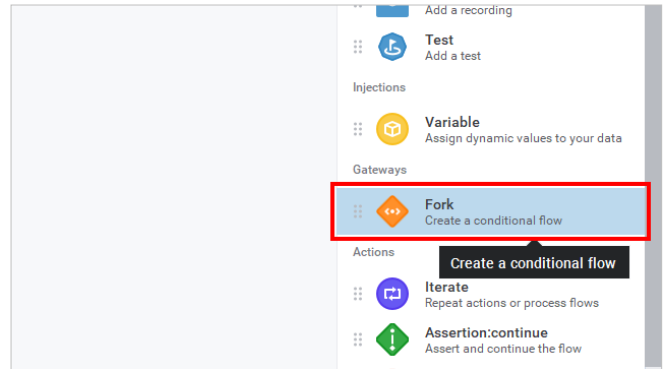 Add a recording
Test
Add a test
Injections
Variable
Assign dynamic values to your data
Gateways
Fork
Create a conditional flow
Actions
Create a conditional flow
Iterate
Repeat actions or process flows
Assertion:continue
Assert and continue the flow